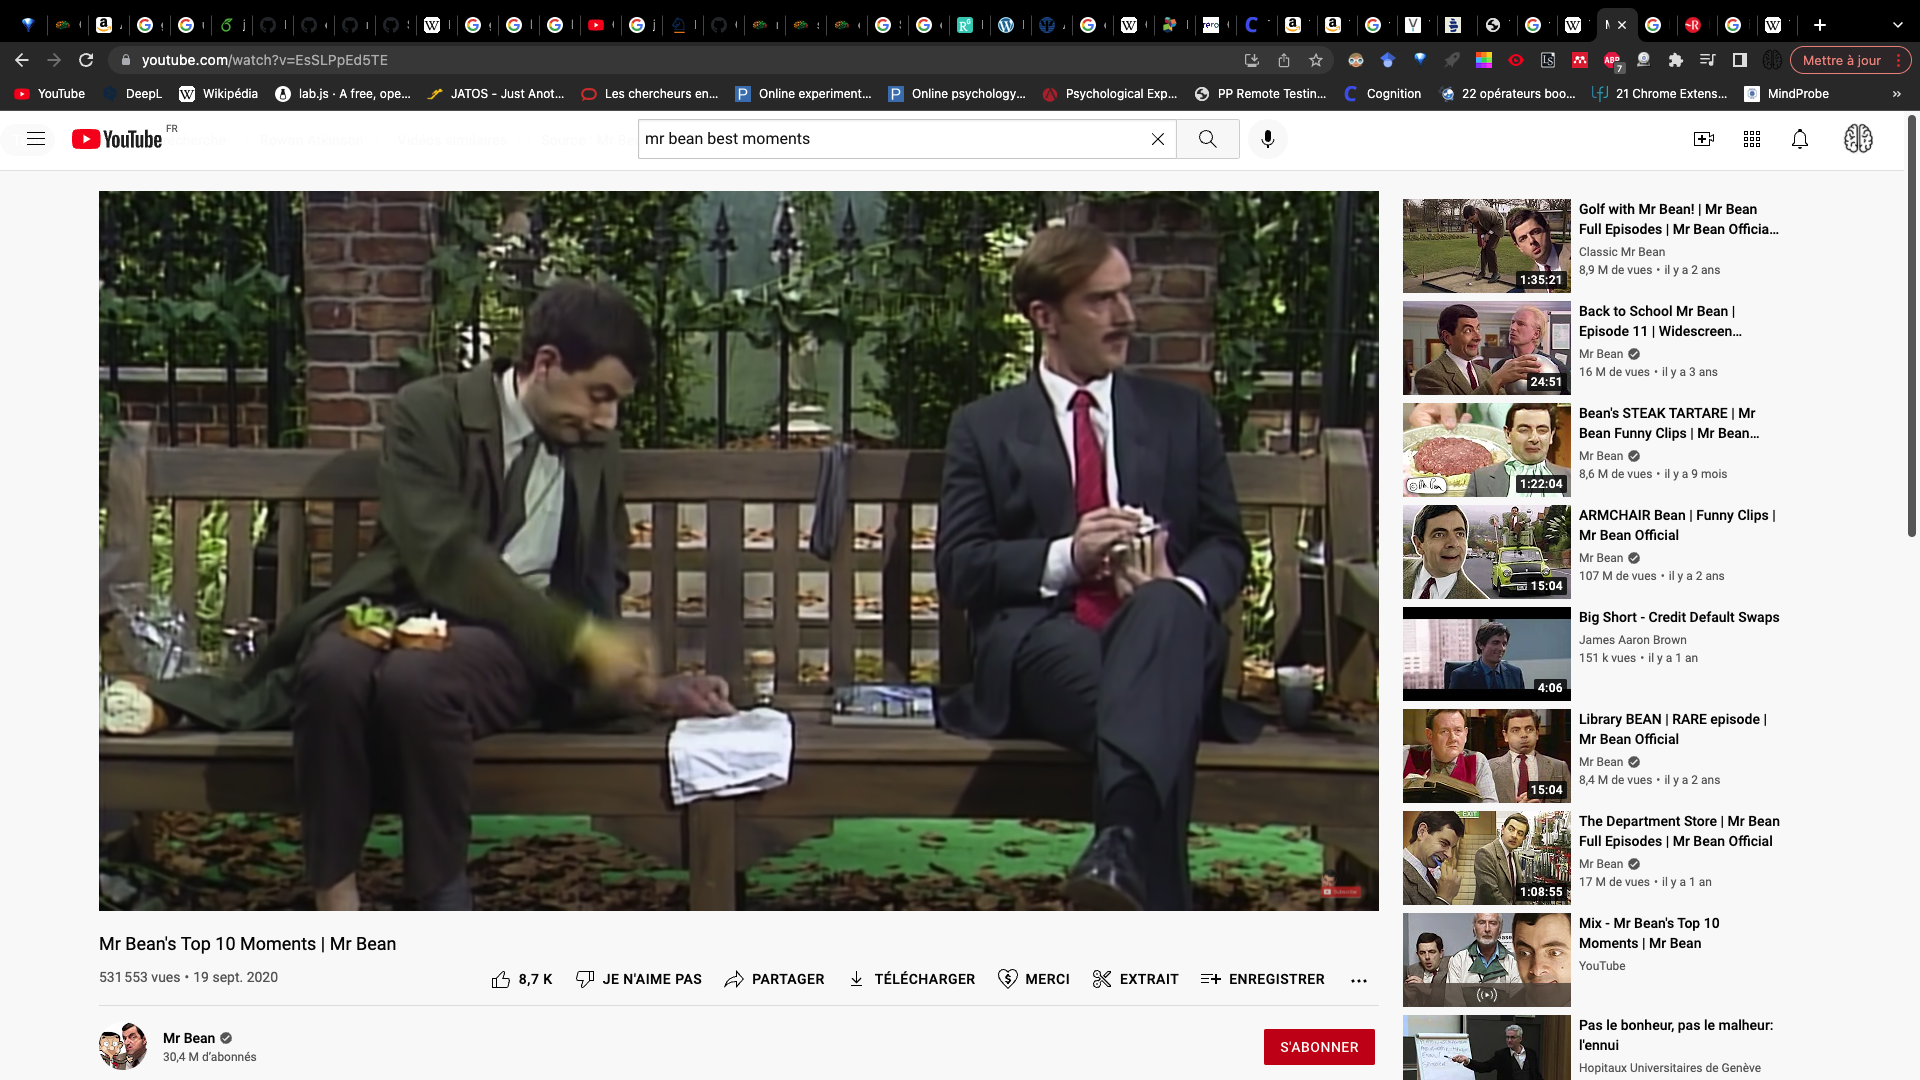 youtube.com/watch?v=EsSLPpEd5TE
Mettre à jour
7
YouTube
DeepL
Wikipédia
lab.js · A free, ope...
JATOS - Just Anot...
Les chercheurs en...
Online experiment...
Online psychology...
Psychological Exp...
PP Remote Testin...
Cognition
22 opérateurs boo...
21 Chrome Extens...
MindProbe
»
YouTube FR
mr bean best moments
Mr Bean's Top 10 Moments | Mr Bean
531 553 vues • 19 sept. 2020
8,7 K
JE N'AIME PAS
PARTAGER
TÉLÉCHARGER
MERCI
EXTRAIT
ENREGISTRER
Mr Bean
30,4 M d'abonnés
S'ABONNER
Golf with Mr Bean! | Mr Bean
Full Episodes | Mr Bean Officia...
Classic Mr Bean
8,9 M de vues • il y a 2 ans
1:35:21
Back to School Mr Bean |
Episode 11 | Widescreen...
Mr Bean
16 M de vues • il y a 3 ans
24:51
Bean's STEAK TARTARE | Mr
Bean Funny Clips | Mr Bean...
Mr Bean
8,6 M de vues • il y a 9 mois
1:22:04
ARMCHAIR Bean | Funny Clips |
Mr Bean Official
Mr Bean
107 M de vues • il y a 2 ans
15:04
Big Short - Credit Default Swaps
James Aaron Brown
151 k vues • il y a 1 an
4:06
Library BEAN | RARE episode |
Mr Bean Official
Mr Bean
8,4 M de vues • il y a 2 ans
15:04
The Department Store | Mr Bean
Full Episodes | Mr Bean Official
Mr Bean
17 M de vues • il y a 1 an
EXIT
1:08:55
Mix - Mr Bean's Top 10
Moments | Mr Bean
YouTube
Pas le bonheur, pas le malheur:
l'ennui
Hopitaux Universitaires de Genève